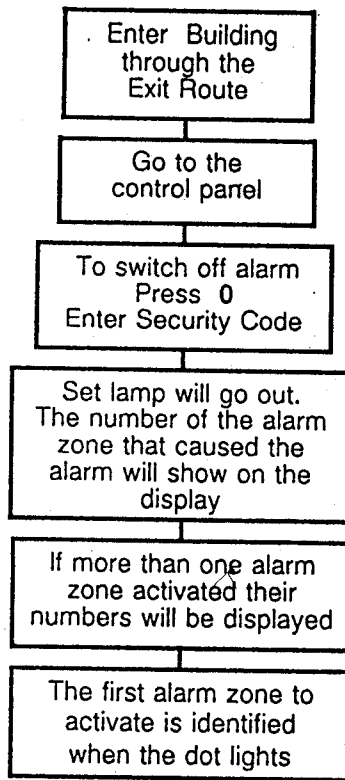 Enter Building
through the
Exit Route
Go to the
control panel
To switch off alarm
Press 0
Enter Security Code
Set lamp will go out.
The number of the alarm
zone that caused the
alarm will show on the
display
If more than one alarm
zone activated their
numbers will be displayed
The first alarm zone to
activate is identified
when the dot lights